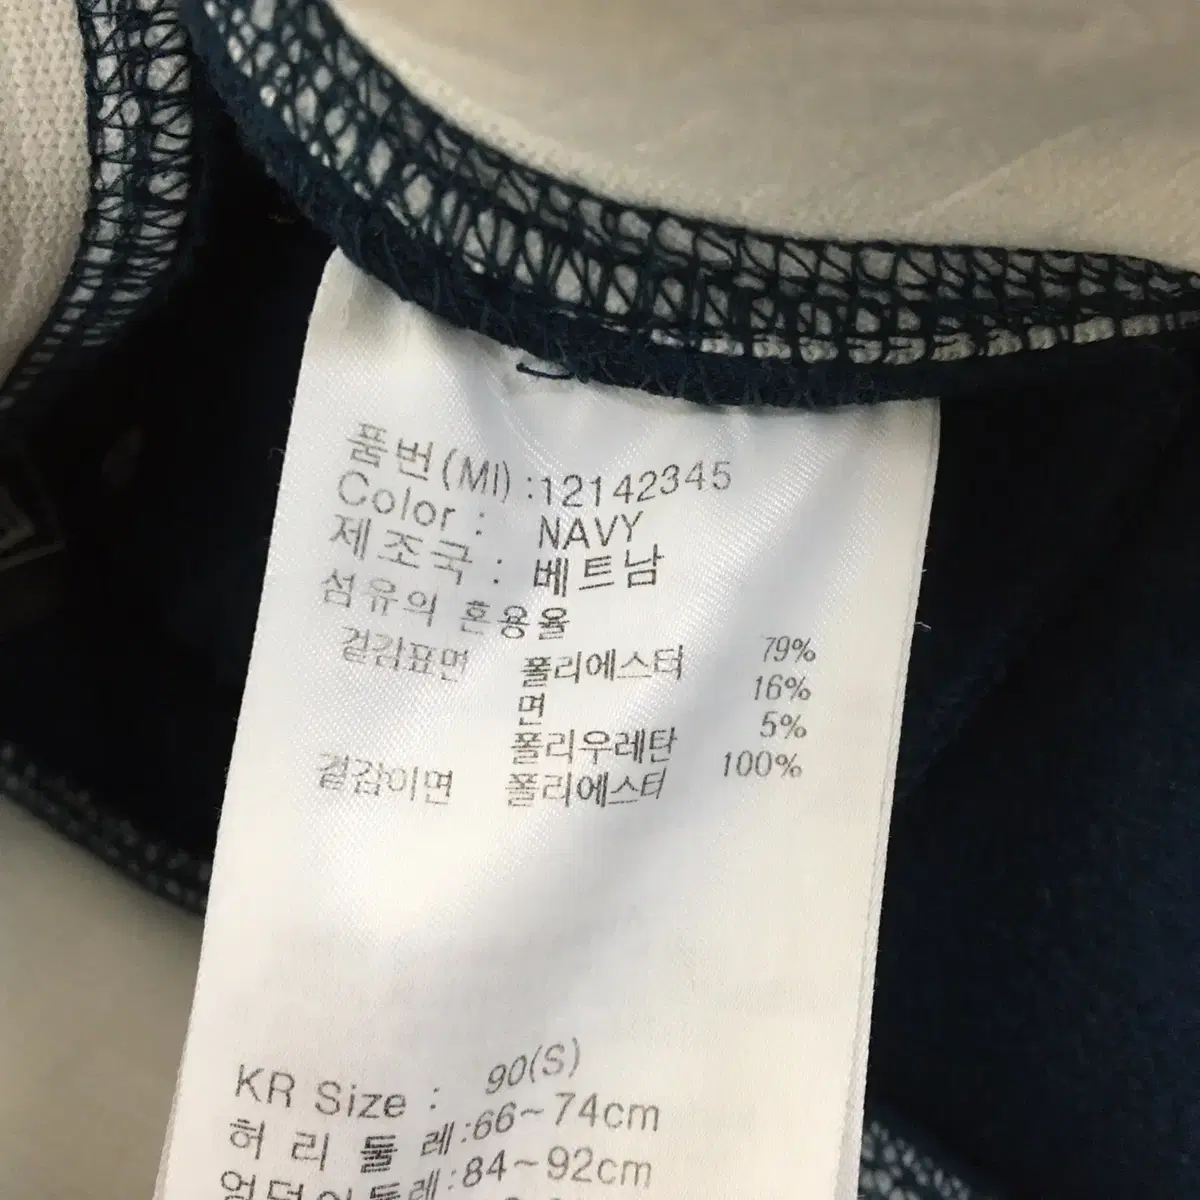 품번(MI) :12142345
Color : NAVY
제조국 : 베트남
섬유의 혼용율
겉감표면 폴리에스터 79%
면 16%
폴리우레탄 5%
겉감이면 폴리에스터 100%
KR Size : 90(S)
허리둘레:66~74cm
엉덩이둘레:84~92cm